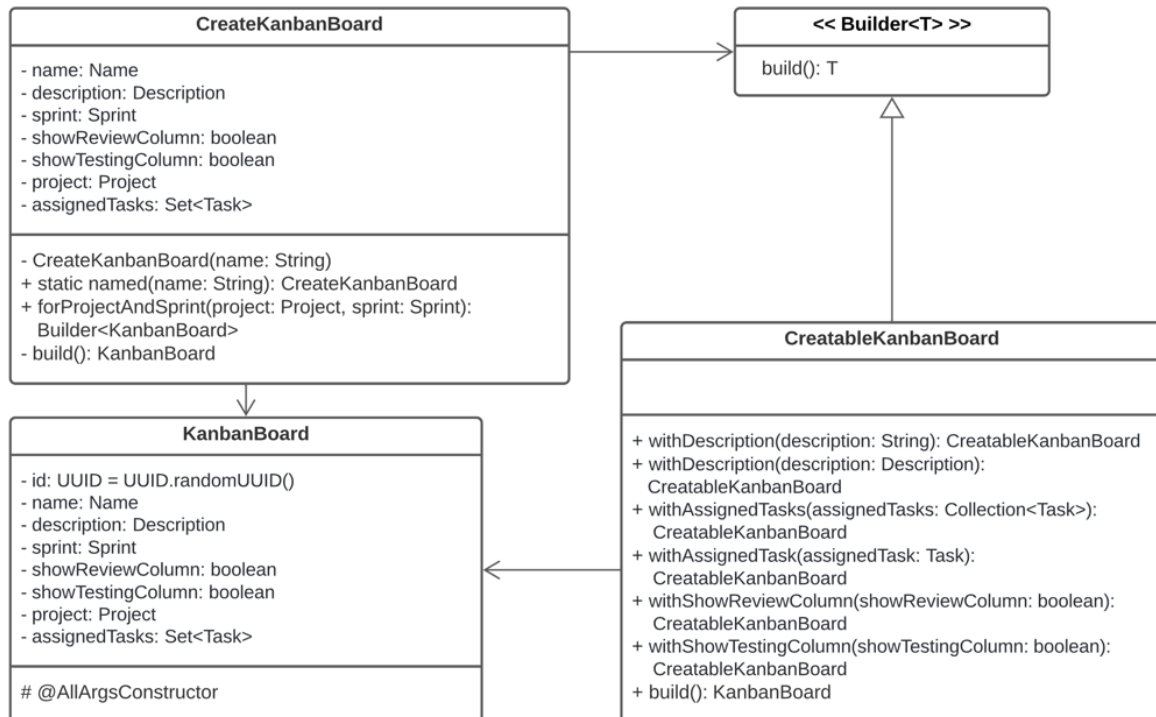 CreateKanbanBoard
- name: Name
- description: Description
- sprint: Sprint
- showReviewColumn: boolean
- showTestingColumn: boolean
- project: Project
- assignedTasks: Set<Task>
- CreateKanbanBoard(name: String)
+ static named(name: String): CreateKanbanBoard
+ forProjectAndSprint(project: Project, sprint: Sprint):
Builder<KanbanBoard>
- build(): KanbanBoard
<< Builder<T> >>
build(): T
KanbanBoard
- id: UUID = UUID.randomUUID()
- name: Name
- description: Description
- sprint: Sprint
- showReviewColumn: boolean
- showTestingColumn: boolean
- project: Project
- assignedTasks: Set<Task>
# @AllArgsConstructor
CreatableKanbanBoard
+ withDescription(description: String): CreatableKanbanBoard
+ withDescription(description: Description):
CreatableKanbanBoard
+ withAssignedTasks(assignedTasks: Collection<Task>):
CreatableKanbanBoard
+ withAssignedTask(assignedTask: Task):
CreatableKanbanBoard
+ withShowReviewColumn(showReviewColumn: boolean):
CreatableKanbanBoard
+ withShowTestingColumn(showTestingColumn: boolean):
CreatableKanbanBoard
+ build(): KanbanBoard